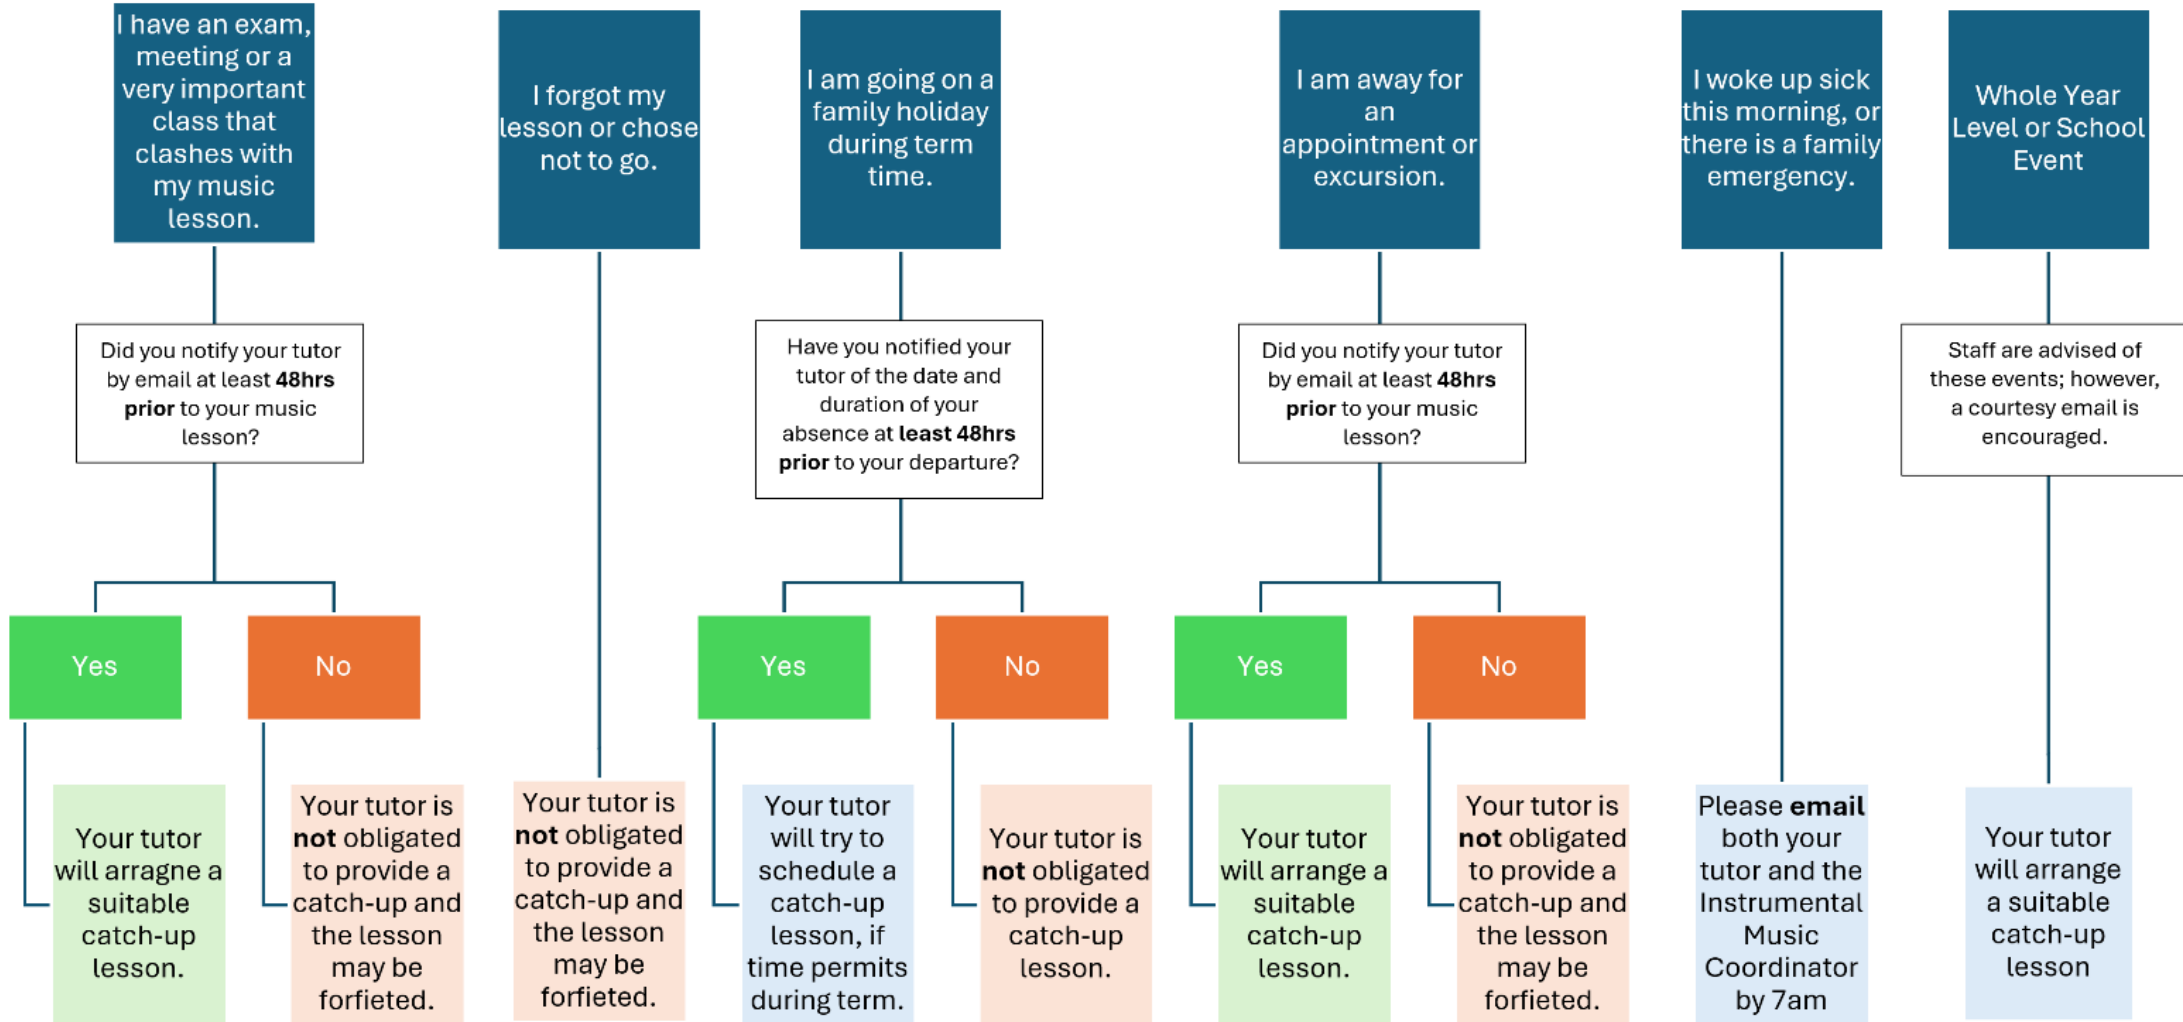 I have an exam,
meeting or a
very important
class that
clashes with
my music
lesson.
I forgot my
lesson or chose
not to go.
I am going on a
family holiday
during term
time.
I am away for
an
appointment or
excursion.
I woke up sick
this morning, or
there is a family
emergency.
Whole Year
Level or School
Event
Did you notify your tutor
by email at least 48hrs
prior to your music
lesson?
Have you notified your
tutor of the date and
duration of your
absence at least 48hrs
prior to your departure?
Did you notify your tutor
by email at least 48hrs
prior to your music
lesson?
Staff are advised of
these events; however,
a courtesy email is
encouraged.
Yes
No
Yes
No
Yes
No
Your tutor
will arragne a
suitable
catch-up
lesson.
Your tutor is
not obligated
to provide a
catch-up and
the lesson
may be
forfieted.
Your tutor is
not obligated
to provide a
catch-up and
the lesson
may be
forfieted.
Your tutor
will try to
schedule a
catch-up
lesson, if
time permits
during term.
Your tutor is
not obligated
to provide a
catch-up
lesson.
Your tutor
will arrange a
suitable
catch-up
lesson.
Your tutor is
not obligated
to provide a
catch-up and
the lesson
may be
forfieted.
Please email
both your
tutor and the
Instrumental
Music
Coordinator
by 7am
Your tutor
will arrange
a suitable
catch-up
lesson